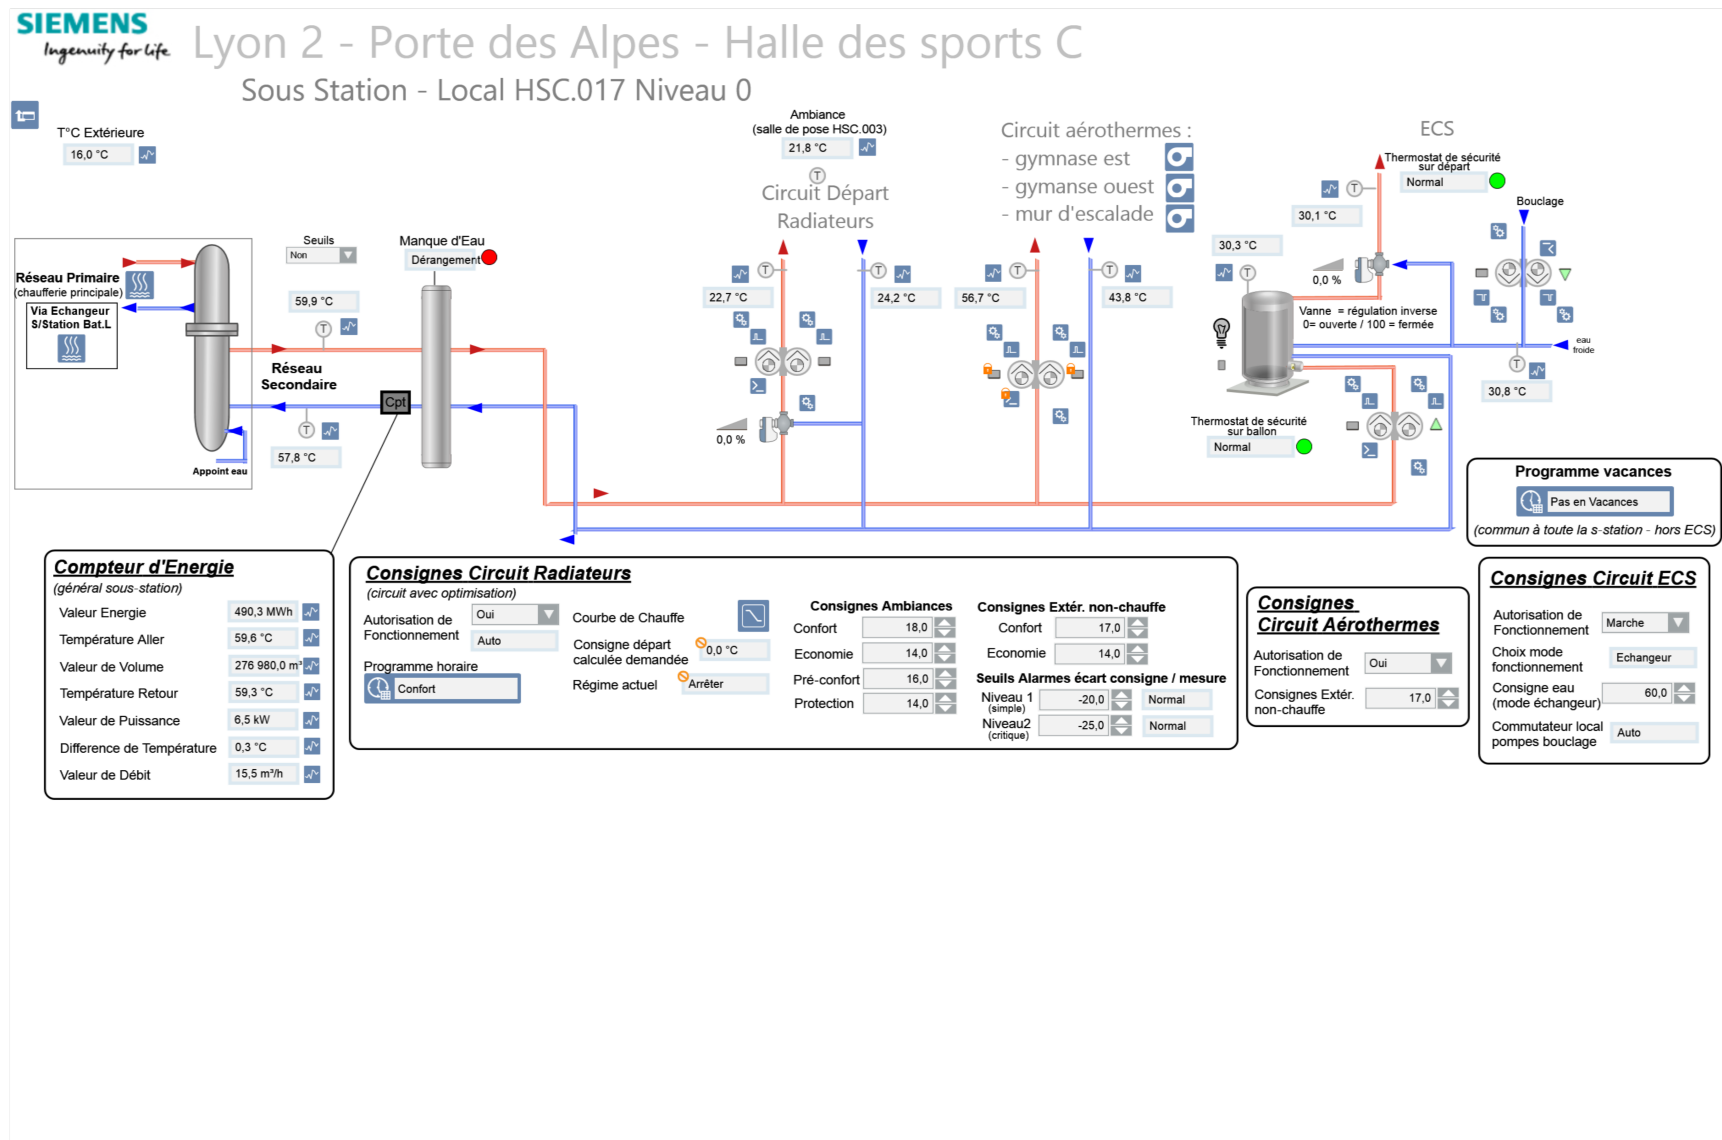 SIEMENS
Ingenuity for life
Lyon 2 - Porte des Alpes - Halle des sports C
Sous Station - Local HSC.017 Niveau 0
T°C Extérieure
16,0 °C
Ambiance
(salle de pose HSC.003)
21,8 °C
T
Circuit Départ
Radiateurs
Circuit aérothermes :
- gymnase est
- gymanse ouest
- mur d'escalade
ECS
Thermostat de sécurité
sur départ
Normal
T
30,1 °C
Bouclage
Réseau Primaire
(chaufferie principale)
Via Echangeur
S/Station Bat.L
Seuils
Non
Manque d'Eau
Dérangement
59,9 °C
T
Réseau
Secondaire
Cpt
T
57,8 °C
Appoint eau
T
22,7 °C
T
24,2 °C
0,0 %
T
56,7 °C
T
43,8 °C
30,3 °C
T
0,0 %
Vanne = régulation inverse
0= ouverte / 100 = fermée
eau
froide
T
30,8 °C
Thermostat de sécurité
sur ballon
Normal
Programme vacances
Pas en Vacances
(commun à toute la s-station - hors ECS)
Compteur d'Energie
(général sous-station)
Valeur Energie 490,3 MWh
Température Aller 59,6 °C
Valeur de Volume 276 980,0 m³
Température Retour 59,3 °C
Valeur de Puissance 6,5 kW
Difference de Température 0,3 °C
Valeur de Débit 15,5 m³/h
Consignes Circuit Radiateurs
(circuit avec optimisation)
Autorisation de
Fonctionnement
Oui
Auto
Programme horaire
Confort
Courbe de Chauffe
Consigne départ
calculée demandée
0,0 °C
Régime actuel
Arrêter
Consignes Ambiances
Confort 18,0
Economie 14,0
Pré-confort 16,0
Protection 14,0
Consignes Extér. non-chauffe
Confort 17,0
Economie 14,0
Seuils Alarmes écart consigne / mesure
Niveau 1
(simple)
-20,0
Normal
Niveau2
(critique)
-25,0
Normal
Consignes
Circuit Aérothermes
Autorisation de
Fonctionnement
Oui
Consignes Extér.
non-chauffe
17,0
Consignes Circuit ECS
Autorisation de
Fonctionnement
Marche
Choix mode
fonctionnement
Echangeur
Consigne eau
(mode échangeur)
60,0
Commutateur local
pompes bouclage
Auto